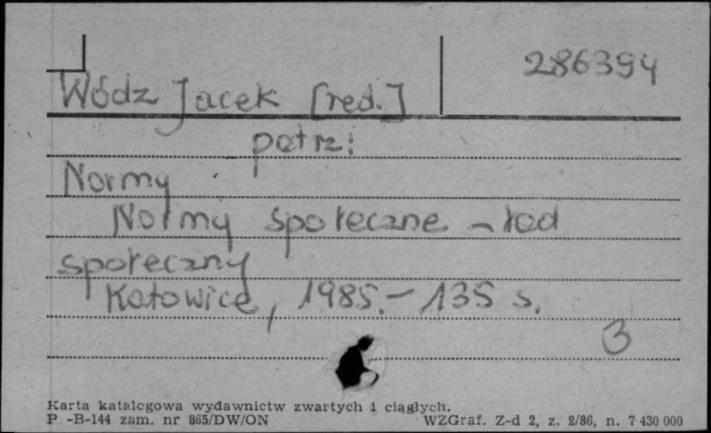 286394
Wódz Jacek [red.]
patrz:
Normy
Normy społeczne - ład
społeczny
Katowice, 1985. - 135 s.
3
Karta katalogowa wydawnictw zwartych i ciągłych.
P -B-144 zam. nr 865/DW/ON WZGraf. Z-d 2, z. 2/86, n. 7 430 000